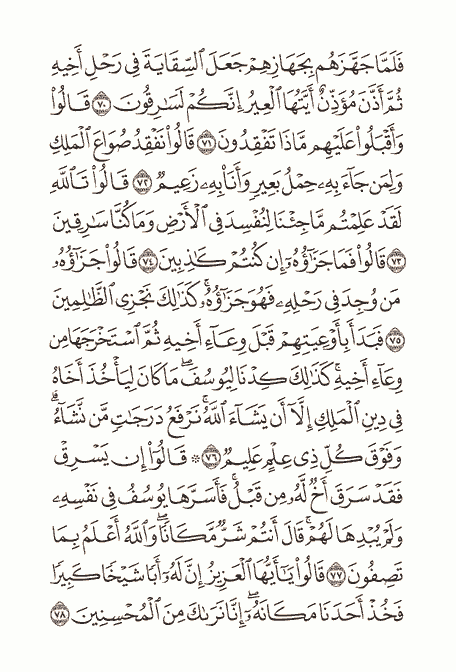 فَلَمَّا جَهَّزَهُم بِجَهَازِهِمْ جَعَلَ ٱلسِّقَايَةَ فِى رَحْلِ أَخِيهِ
ثُمَّ أَذَّنَ مُؤَذِّنٌ أَيَّتُهَا ٱلْعِيرُ إِنَّكُمْ لَسَٰرِقُونَ ٧٠ قَالُوا۟
وَأَقْبَلُوا۟ عَلَيْهِم مَّاذَا تَفْقِدُونَ ٧١ قَالُوا۟ نَفْقِدُ صُوَاعَ ٱلْمَلِكِ
وَلِمَن جَآءَ بِهِۦ حِمْلُ بَعِيرٍ وَأَنَا۠ بِهِۦ زَعِيمٌ ٧٢ قَالُوا۟ تَٱللَّهِ
لَقَدْ عَلِمْتُم مَّا جِئْنَا لِنُفْسِدَ فِى ٱلْأَرْضِ وَمَا كُنَّا سَٰرِقِينَ
٧٣ قَالُوا۟ فَمَا جَزَٰٓؤُهُۥٓ إِن كُنتُمْ كَٰذِبِينَ ٧٤ قَالُوا۟ جَزَٰٓؤُهُۥ
مَن وُجِدَ فِى رَحْلِهِۦ فَهُوَ جَزَٰٓؤُهُۥ ۚ كَذَٰلِكَ نَجْزِى ٱلظَّٰلِمِينَ
٧٥ فَبَدَأَ بِأَوْعِيَتِهِمْ قَبْلَ وِعَآءِ أَخِيهِ ثُمَّ ٱسْتَخْرَجَهَا مِن
وِعَآءِ أَخِيهِ ۚ كَذَٰلِكَ كِدْنَا لِيُوسُفَ ۖ مَا كَانَ لِيَأْخُذَ أَخَاهُ
فِى دِينِ ٱلْمَلِكِ إِلَّآ أَن يَشَآءَ ٱللَّهُ ۚ نَرْفَعُ دَرَجَٰتٍ مَّن نَّشَآءُ ۗ
وَفَوْقَ كُلِّ ذِى عِلْمٍ عَلِيمٌ ٧٦ ۞ قَالُوٓا۟ إِن يَسْرِقْ
فَقَدْ سَرَقَ أَخٌ لَّهُۥ مِن قَبْلُ ۚ فَأَسَرَّهَا يُوسُفُ فِى نَفْسِهِۦ
وَلَمْ يُبْدِهَا لَهُمْ ۚ قَالَ أَنتُمْ شَرٌّ مَّكَانًا ۖ وَٱللَّهُ أَعْلَمُ بِمَا
تَصِفُونَ ٧٧ قَالُوا۟ يَٰٓأَيُّهَا ٱلْعَزِيزُ إِنَّ لَهُۥٓ أَبًا شَيْخًا كَبِيرًا
فَخُذْ أَحَدَنَا مَكَانَهُۥٓ ۖ إِنَّا نَرَىٰكَ مِنَ ٱلْمُحْسِنِينَ ٧٨